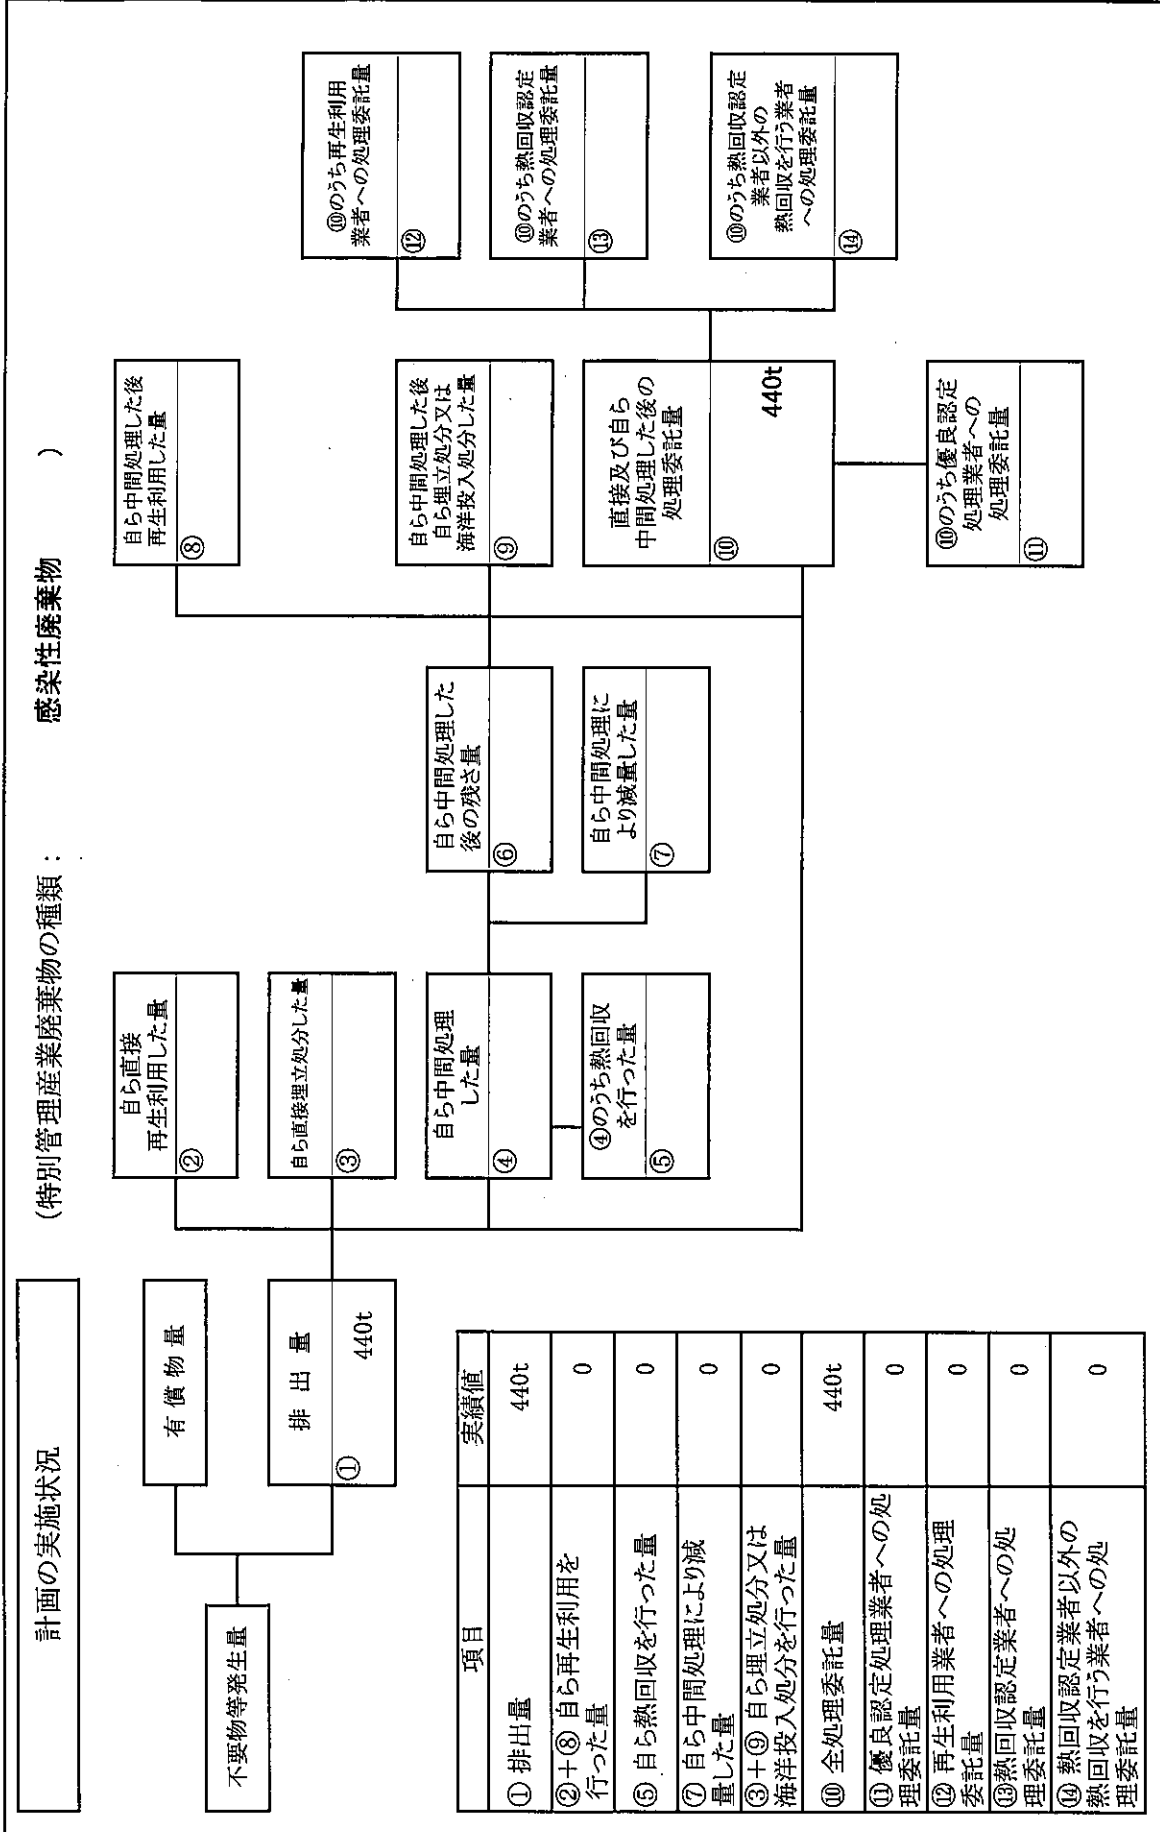 計画の実施状況
(特別管理産業廃棄物の種類： 感染性廃棄物 )
不要物等発生量
有償物量
排出量
①
440t
自ら直接
再生利用した量
②
自ら直接埋立処分した量
③
自ら中間処理
した量
④
④のうち熱回収
を行った量
⑤
自ら中間処理した
後の残さ量
⑥
自ら中間処理に
より減量した量
⑦
自ら中間処理した後
再生利用した量
⑧
自ら中間処理した後
自ら埋立処分又は
海洋投入処分した量
⑨
直接及び自ら
中間処理した後の
処理委託量
⑩
440t
⑩のうち優良認定
処理業者への
処理委託量
⑪
⑩のうち再生利用
業者への処理委託量
⑫
⑩のうち熱回収認定
業者への処理委託量
⑬
⑩のうち熱回収認定
業者以外の
熱回収を行う業者
への処理委託量
⑭
項目 実績値
① 排出量 440t
②+⑧ 自ら再生利用を
行った量 0
⑤ 自ら熱回収を行った量 0
⑦ 自ら中間処理により減
量した量 0
③+⑨ 自ら埋立処分又は
海洋投入処分を行った量 0
⑩ 全処理委託量 440t
⑪ 優良認定処理業者への処
理委託量 0
⑫ 再生利用業者への処理
委託量 0
⑬熱回収認定業者への処
理委託量 0
⑭ 熱回収認定業者以外の
熱回収を行う業者への処
理委託量 0